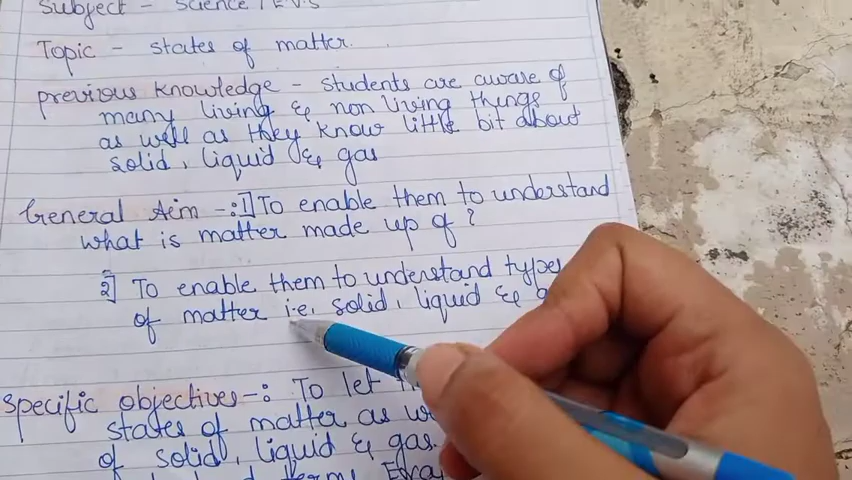 Subject - Science / E.V.S
Topic - states of matter.
previous knowledge - students are aware of
many living & non living things
as well as they know little bit about
solid, liquid & gas
General Aim -:1] To enable them to understand
what is matter made up of?
2] To enable them to understand types
of matter i.e. solid, liquid &
Specific objectives-: To let
states of matter as
of solid, liquid & gas.